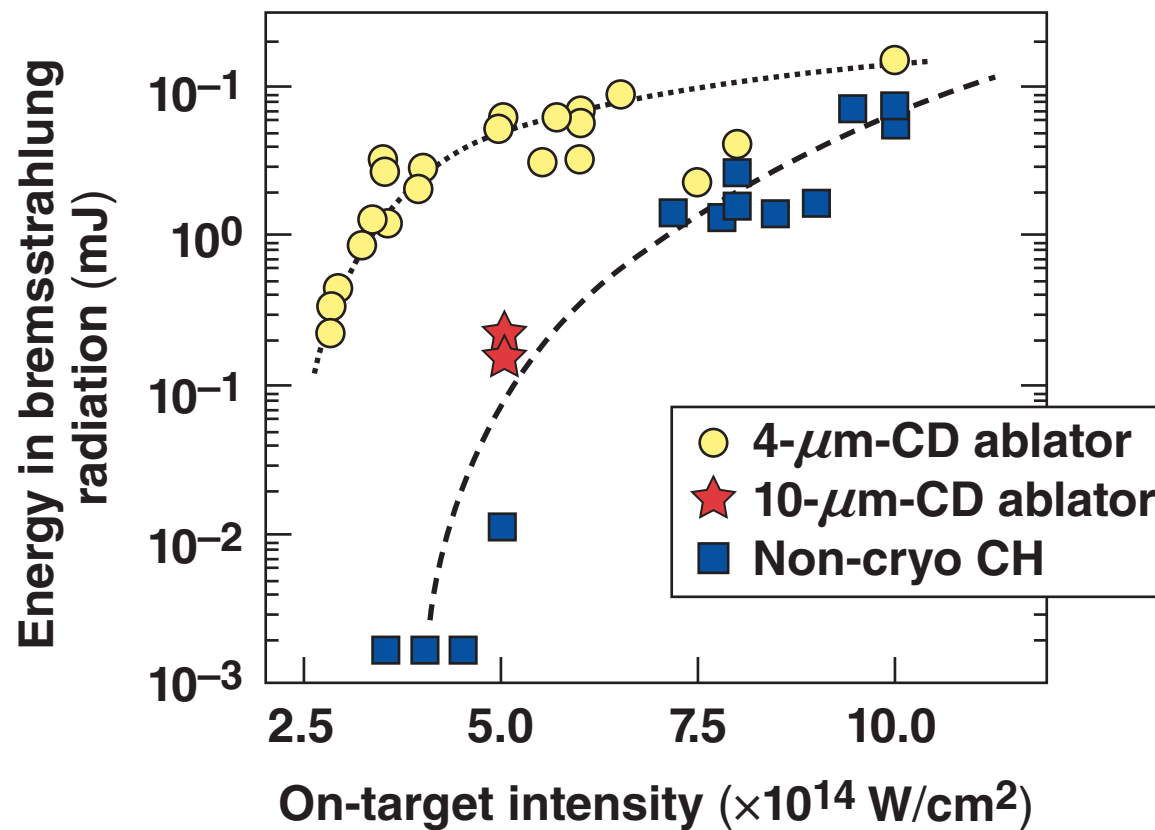 Energy in bremsstrahlung
radiation (mJ)
10–1
100
10–1
10–2
10–3
4-μm-CD ablator
10-μm-CD ablator
Non-cryo CH
2.5 5.0 7.5 10.0
On-target intensity (×1014 W/cm2)